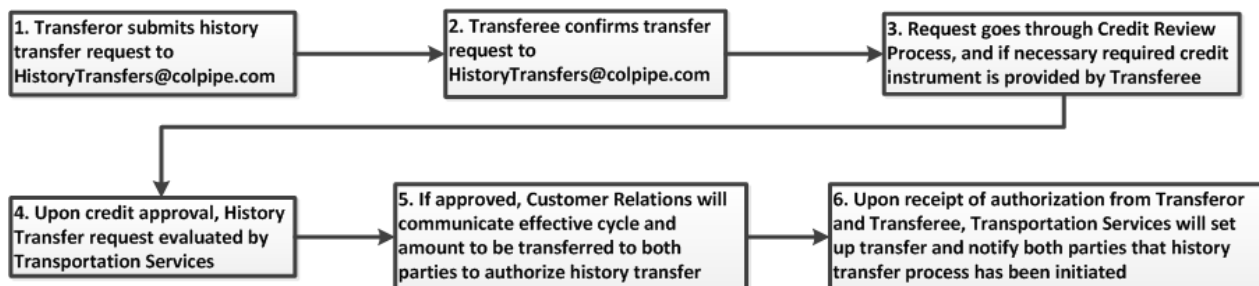 1. Transferor submits history
transfer request to
HistoryTransfers@colpipe.com
2. Transferee confirms transfer
request to
HistoryTransfers@colpipe.com
3. Request goes through Credit Review
Process, and if necessary required credit
instrument is provided by Transferee
4. Upon credit approval, History
Transfer request evaluated by
Transportation Services
5. If approved, Customer Relations will
communicate effective cycle and
amount to be transferred to both
parties to authorize history transfer
6. Upon receipt of authorization from Transferor
and Transferee, Transportation Services will set
up transfer and notify both parties that history
transfer process has been initiated